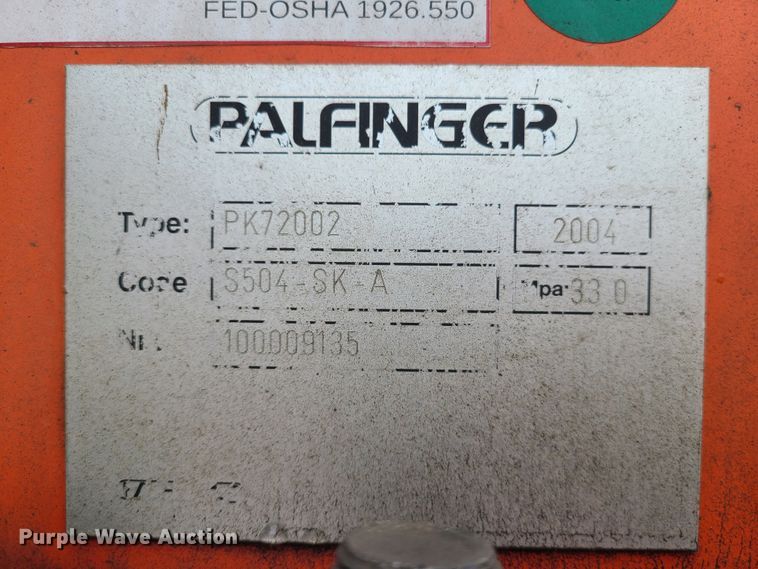 FED-OSHA 1926.550
PALFINGER
Type: PK72002 2004
Code S504-SK-A Mpa: 33 0
Nr. 100009135
Purple Wave Auction